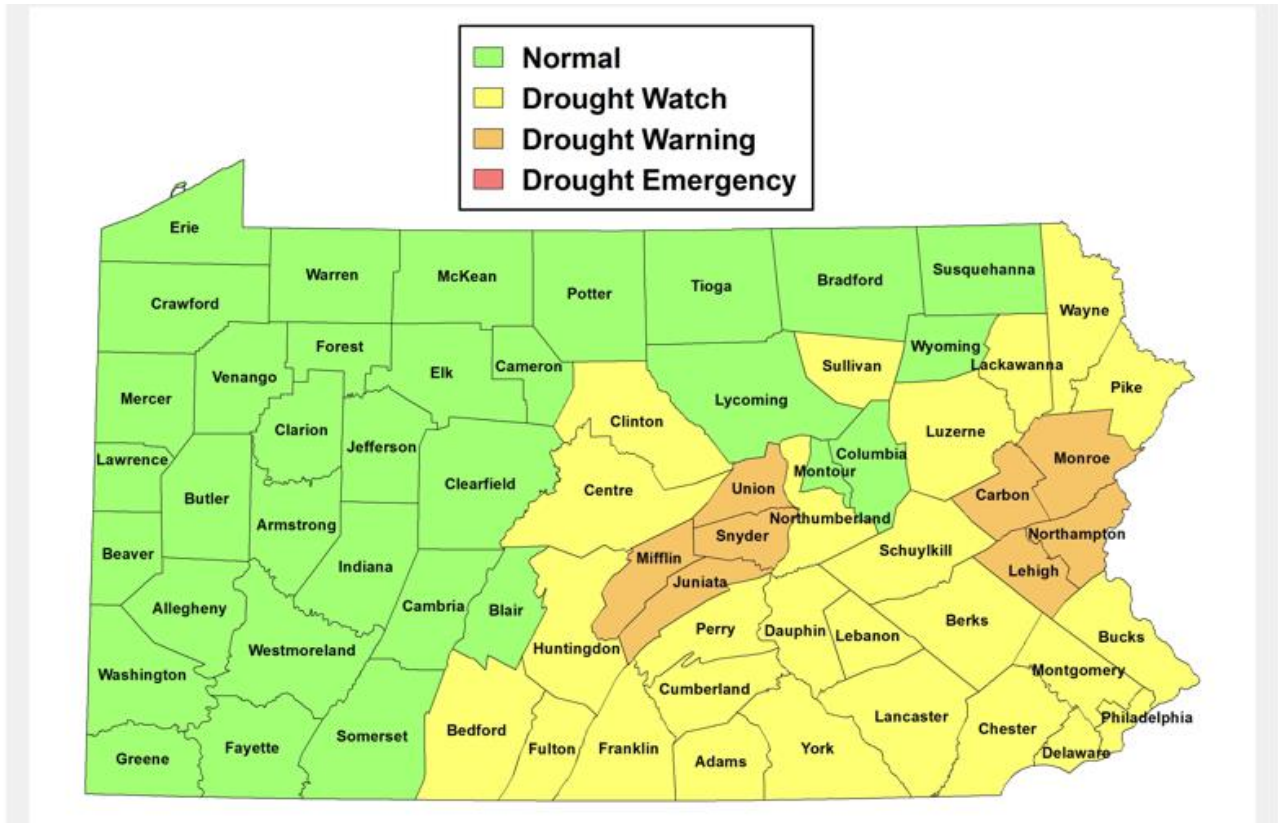 Normal
Drought Watch
Drought Warning
Drought Emergency
Erie
Warren
McKean
Potter
Tioga
Bradford
Susquehanna
Wayne
Crawford
Forest
Elk
Cameron
Wyoming
Lackawanna
Sullivan
Pike
Mercer
Venango
Lycoming
Clinton
Luzerne
Clarion
Jefferson
Columbia
Monroe
Lawrence
Butler
Clearfield
Centre
Union
Montour
Carbon
Armstrong
Northumberland
Snyder
Northampton
Beaver
Indiana
Mifflin
Schuylkill
Lehigh
Juniata
Allegheny
Cambria
Blair
Westmoreland
Huntingdon
Perry
Dauphin
Lebanon
Berks
Bucks
Washington
Cumberland
Montgomery
Greene
Fayette
Somerset
Bedford
Fulton
Franklin
Adams
York
Lancaster
Chester
Philadelphia
Delaware